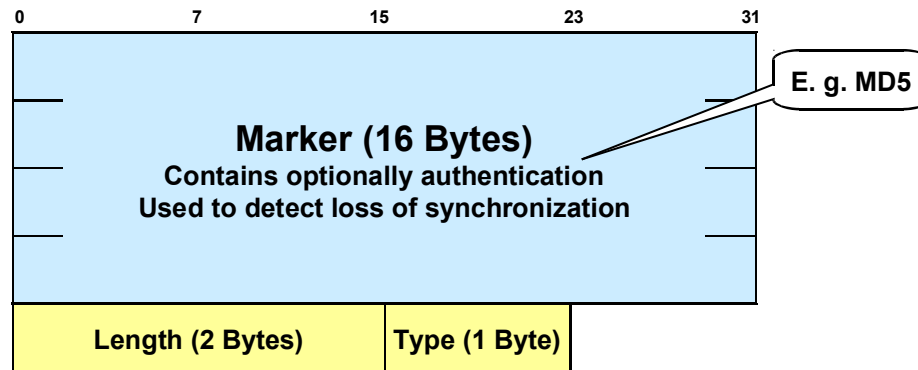 0 7 15 23 31
E. g. MD5
Marker (16 Bytes)
Contains optionally authentication
Used to detect loss of synchronization
Length (2 Bytes) Type (1 Byte)